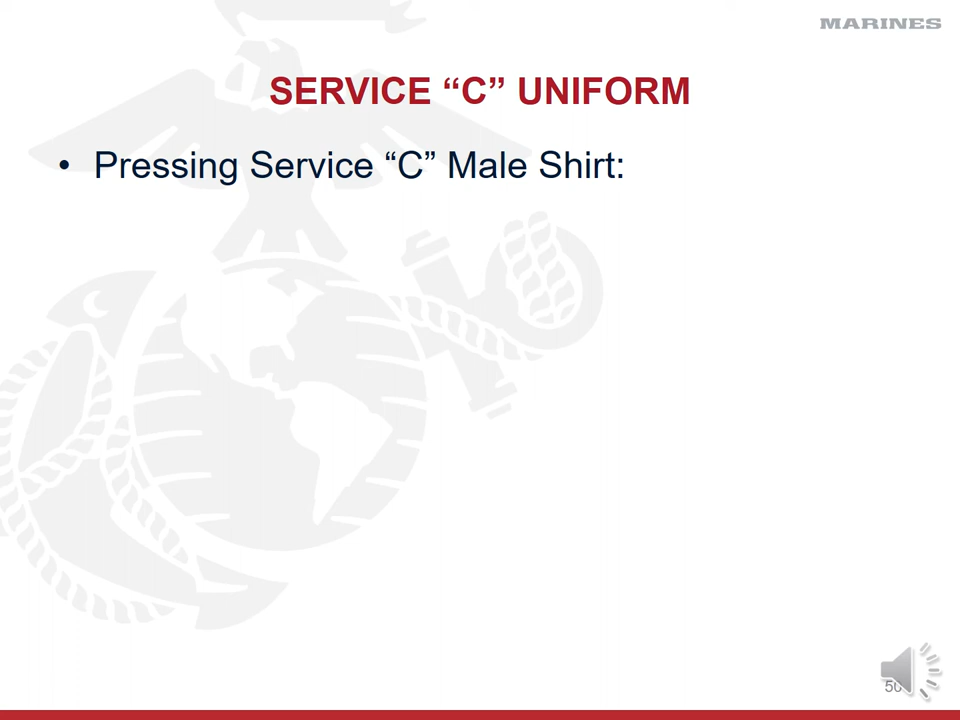 MARINES
SERVICE “C” UNIFORM
• Pressing Service “C” Male Shirt: